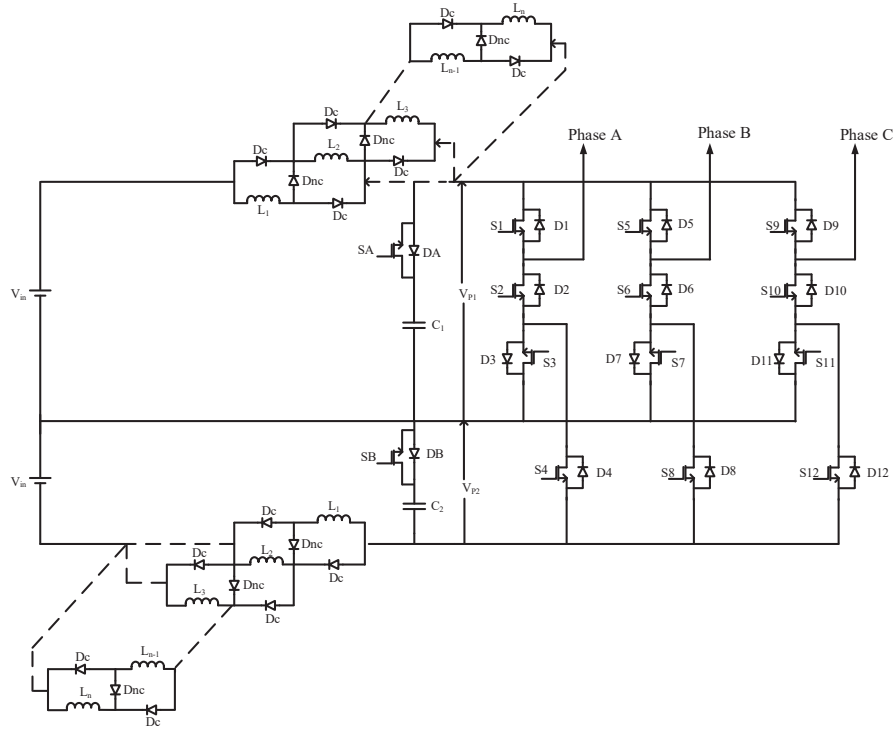 Dc
Lₙ
Dnc
Lₙ₋₁
Dc
Dc
L₃
Phase A
Phase B
Phase C
Dc
L₂
Dnc
Dnc
Dc
L₁
Dc
S1
D1
S5
D5
S9
D9
SA
DA
S2
D2
S6
D6
S10
D10
Vᵢₙ
V_P1
C₁
D3
S3
D7
S7
D11
S11
SB
DB
Vᵢₙ
S4
D4
S8
D8
S12
D12
V_P2
C₂
Dc
L₁
Dc
L₂
Dnc
Dc
L₃
Dnc
Dc
Dc
Lₙ₋₁
Lₙ
Dnc
Dc